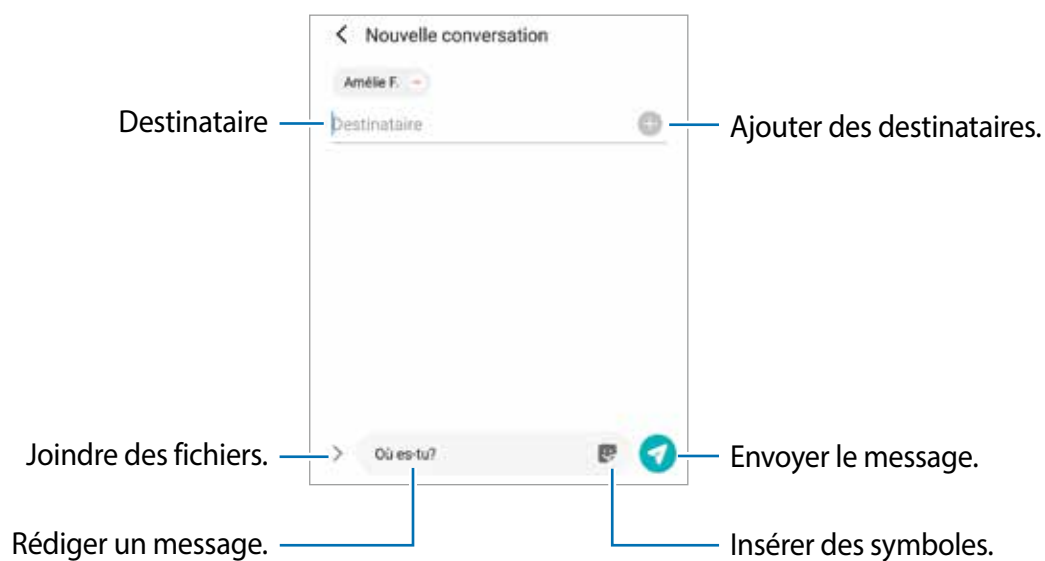 Nouvelle conversation
Amélie F.
Destinataire
Destinataire
Ajouter des destinataires.
Joindre des fichiers.
Où es-tu?
Envoyer le message.
Rédiger un message.
Insérer des symboles.